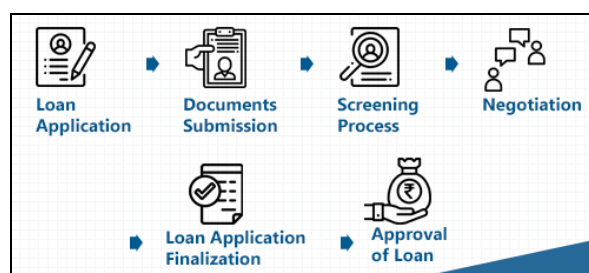 Loan
Application
Documents
Submission
Screening
Process
Negotiation
Loan Application
Finalization
₹
Approval
of Loan